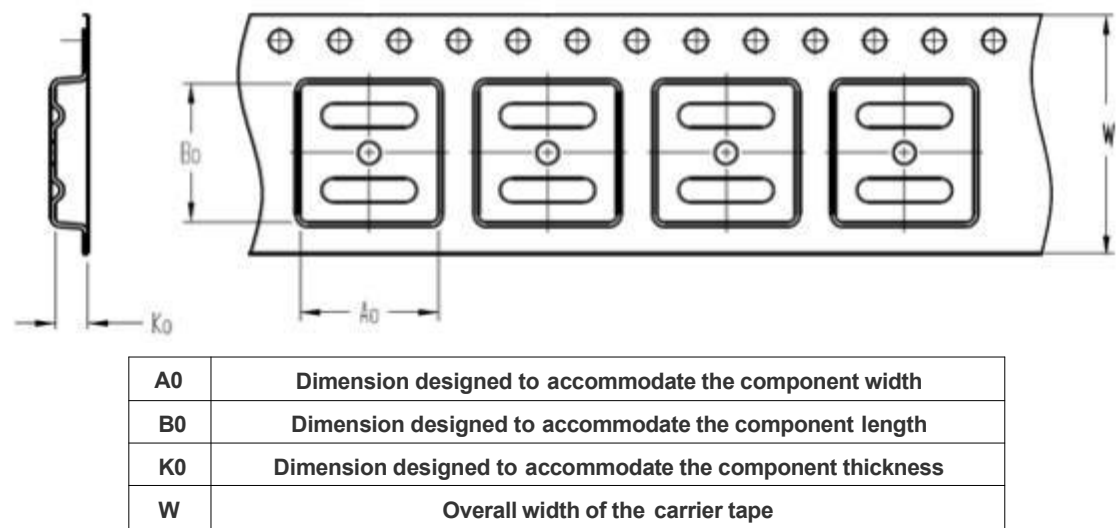 Bo
W
Ao
Ko
A0 Dimension designed to accommodate the component width
B0 Dimension designed to accommodate the component length
K0 Dimension designed to accommodate the component thickness
W Overall width of the carrier tape